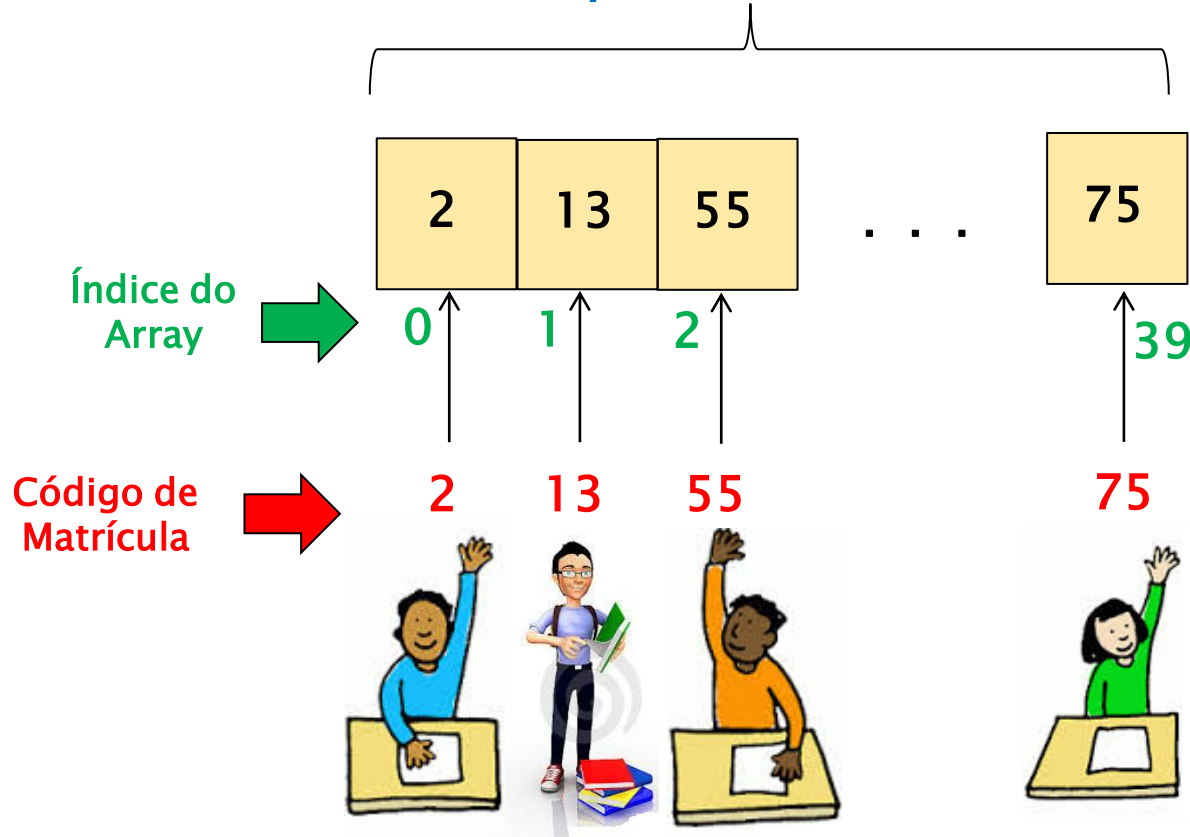 2 13 55 . . . 75
Índice do
Array
0 1 2 39
Código de
Matrícula
2 13 55 75